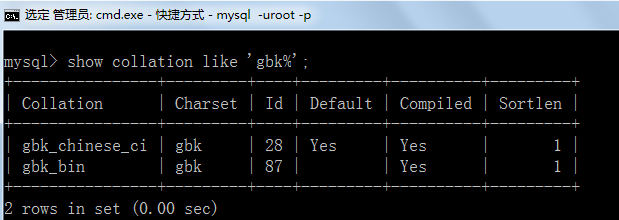 选定 管理员: cmd.exe - 快捷方式 - mysql  -uroot -p
mysql> show collation like 'gbk%';
+----------------+---------+----+---------+----------+---------+
| Collation      | Charset | Id | Default | Compiled | Sortlen |
+----------------+---------+----+---------+----------+---------+
| gbk_chinese_ci | gbk     | 28 | Yes     | Yes      |       1 |
| gbk_bin        | gbk     | 87 |         | Yes      |       1 |
+----------------+---------+----+---------+----------+---------+
2 rows in set (0.00 sec)